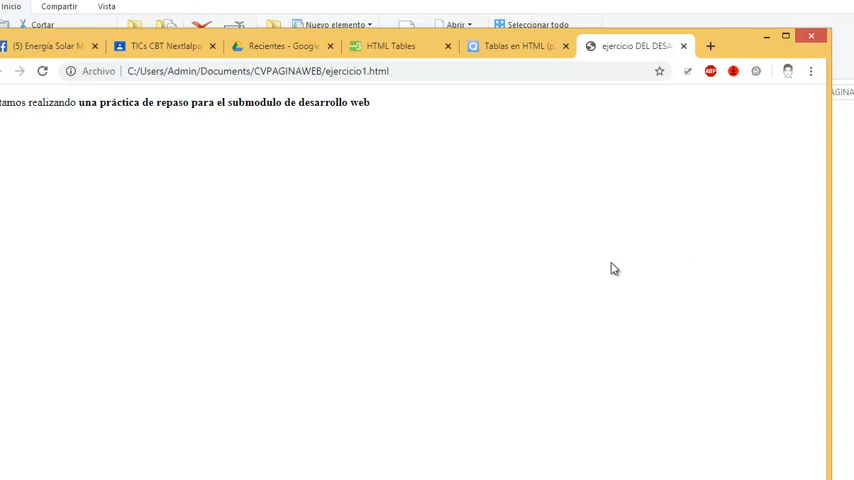 Inicio Compartir Vista
Cortar Nuevo elemento Abrir Seleccionar todo
(5) Energía Solar M TICs CBT Nextlalpa Recientes - Google HTML Tables Tablas en HTML (p ejercicio DEL DESA
Archivo C:/Users/Admin/Documents/CVPAGINAWEB/ejercicio1.html ABP
AGINA
tamos realizando una práctica de repaso para el submodulo de desarrollo web